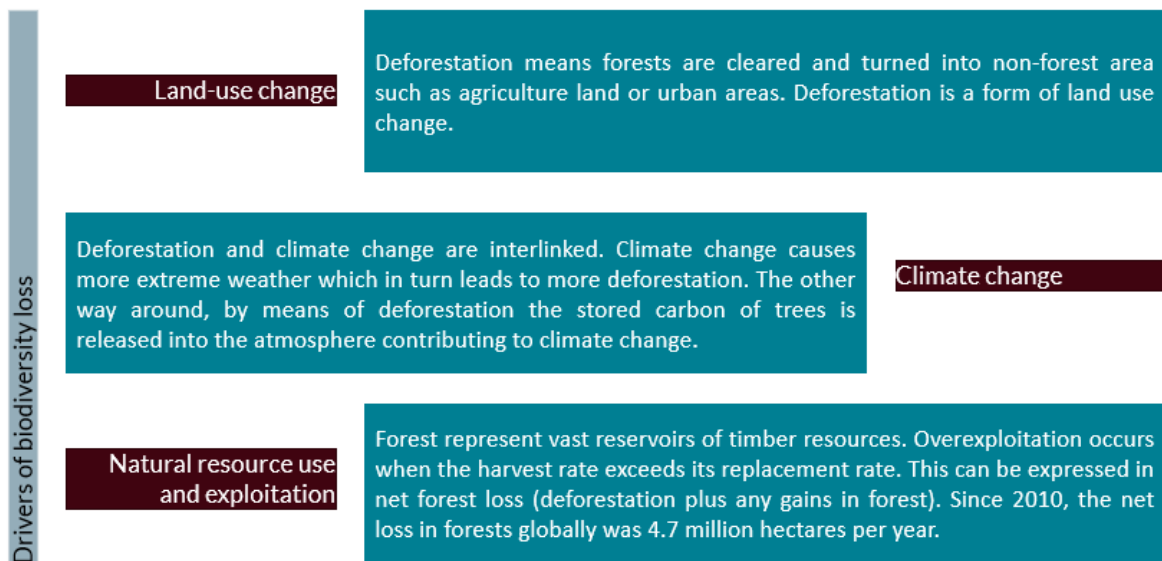 Drivers of biodiversity loss
Land-use change
Deforestation means forests are cleared and turned into non-forest area
such as agriculture land or urban areas. Deforestation is a form of land use
change.
Deforestation and climate change are interlinked. Climate change causes
more extreme weather which in turn leads to more deforestation. The other
way around, by means of deforestation the stored carbon of trees is
released into the atmosphere contributing to climate change.
Climate change
Natural resource use
and exploitation
Forest represent vast reservoirs of timber resources. Overexploitation occurs
when the harvest rate exceeds its replacement rate. This can be expressed in
net forest loss (deforestation plus any gains in forest). Since 2010, the net
loss in forests globally was 4.7 million hectares per year.